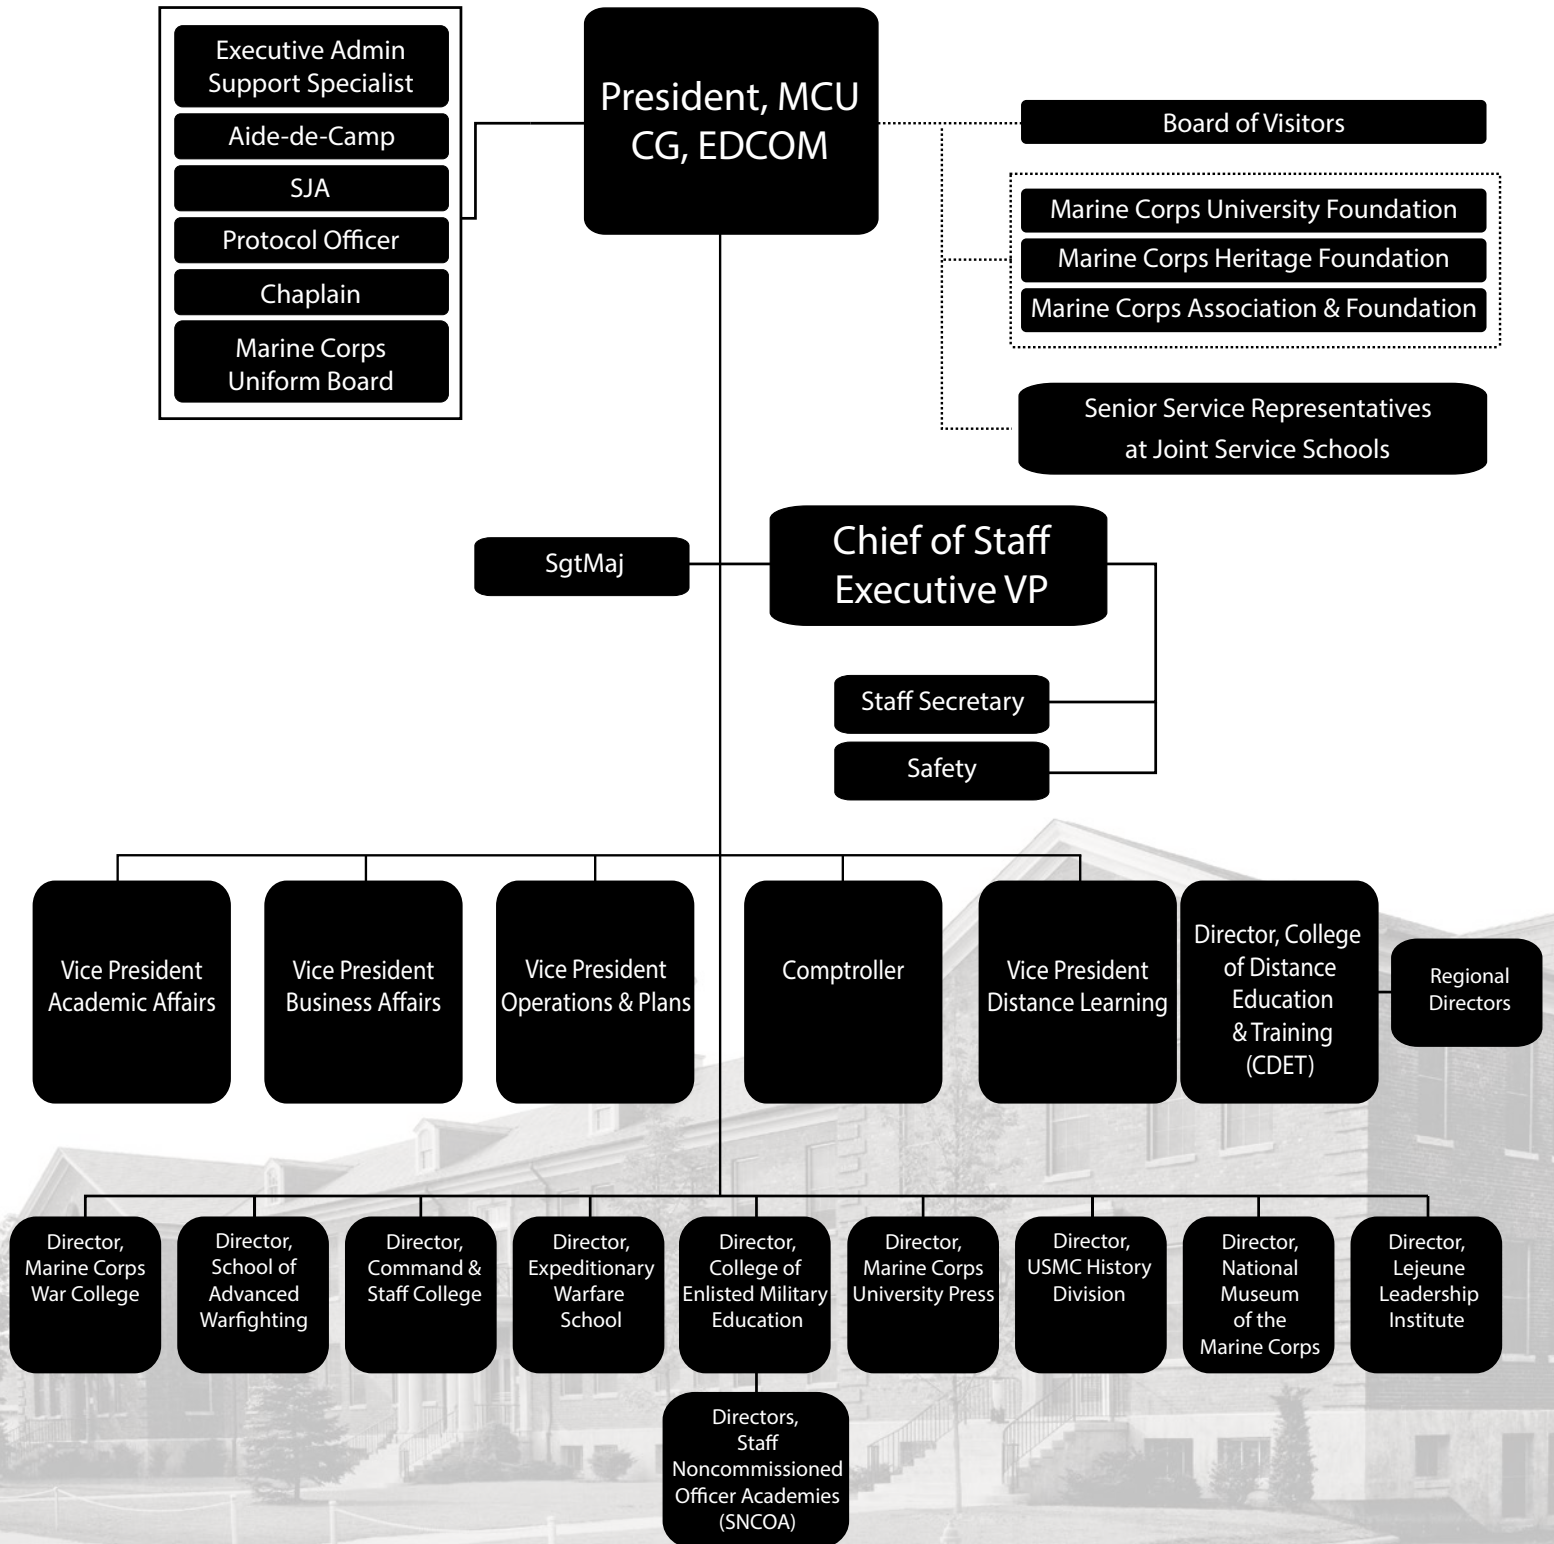 Executive Admin
Support Specialist
Aide-de-Camp
SJA
Protocol Officer
Chaplain
Marine Corps
Uniform Board
President, MCU
CG, EDCOM
Board of Visitors
Marine Corps University Foundation
Marine Corps Heritage Foundation
Marine Corps Association & Foundation
Senior Service Representatives
at Joint Service Schools
SgtMaj
Chief of Staff
Executive VP
Staff Secretary
Safety
Vice President
Academic Affairs
Vice President
Business Affairs
Vice President
Operations & Plans
Comptroller
Vice President
Distance Learning
Director, College
of Distance
Education
& Training
(CDET)
Regional
Directors
Director,
Marine Corps
War College
Director,
School of
Advanced
Warfighting
Director,
Command &
Staff College
Director,
Expeditionary
Warfare
School
Director,
College of
Enlisted Military
Education
Director,
Marine Corps
University Press
Director,
USMC History
Division
Director,
National
Museum
of the
Marine Corps
Director,
Lejeune
Leadership
Institute
Directors,
Staff
Noncommissioned
Officer Academies
(SNCOA)